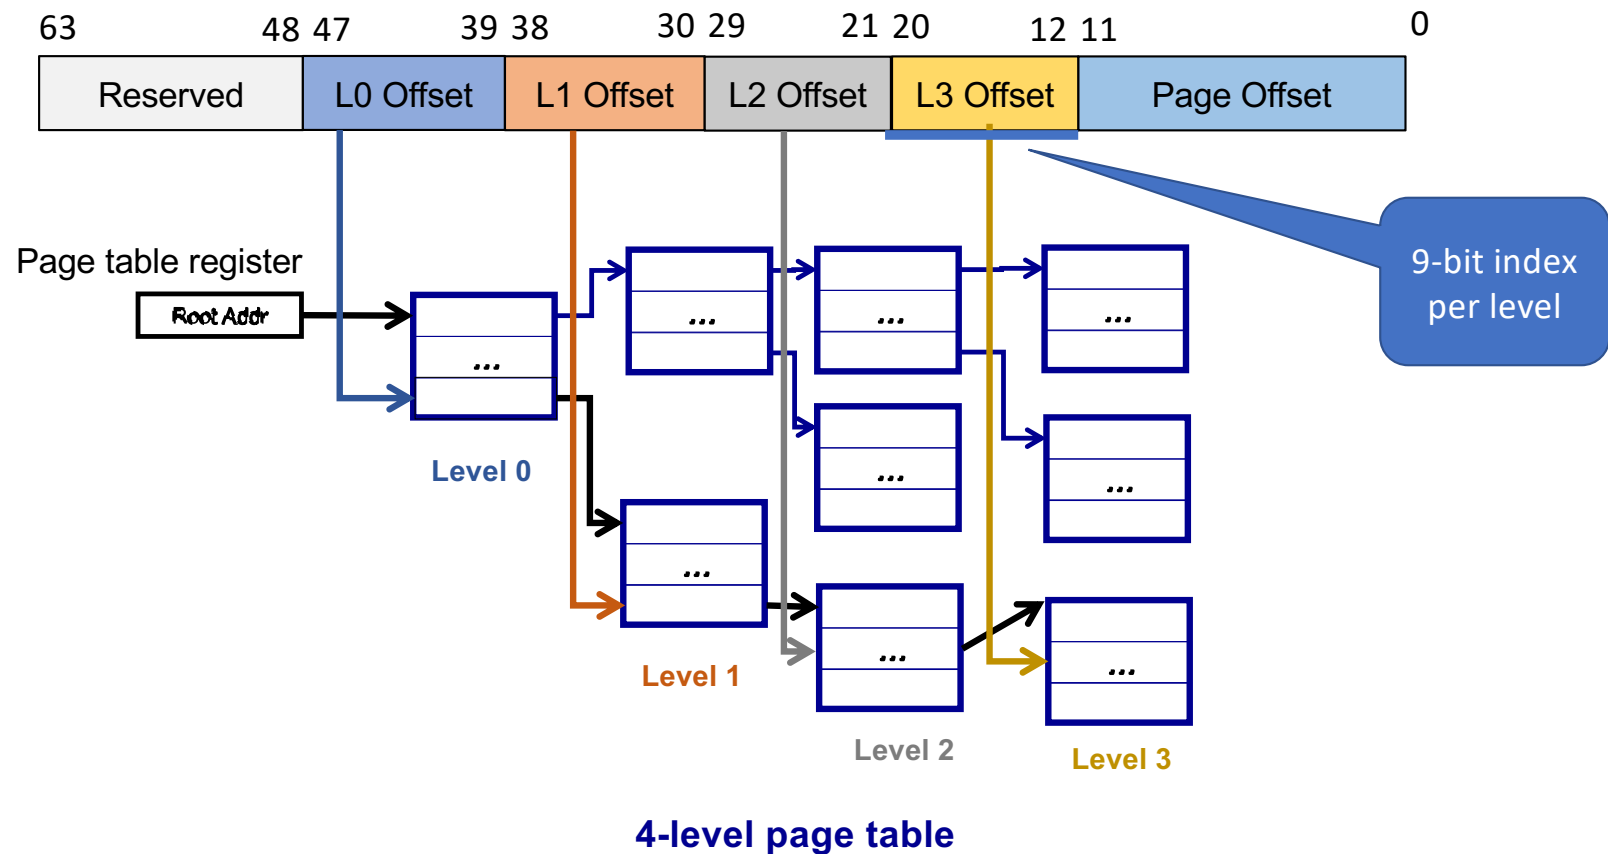 63 48 47 39 38 30 29 21 20 12 11 0
Reserved L0 Offset L1 Offset L2 Offset L3 Offset Page Offset
Page table register
Root Addr
9-bit index
per level
...
...
...
...
Level 0
...
...
...
...
...
Level 1
Level 2
Level 3
4-level page table